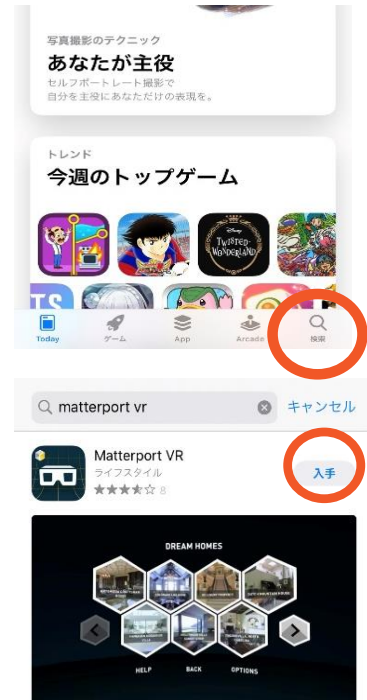 写真撮影のテクニック
あなたが主役
セルフポートレート撮影で
自分を主役にあなただけの表現を。
トレンド
今週のトップゲーム
Disney
TWISTED-
WONDERLAND
TS
Today
ゲーム
App
Arcade
検索
matterport vr
キャンセル
Matterport VR
入手
ライフスタイル
★★★★☆ 8
DREAM HOMES
HELP
BACK
OPTIONS